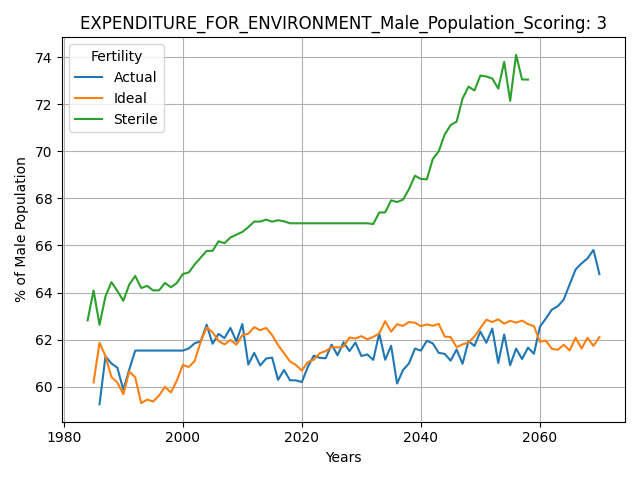 EXPENDITURE_FOR_ENVIRONMENT_Male_Population_Scoring: 3
Fertility
Actual
Ideal
Sterile
% of Male Population
74
72
70
68
66
64
62
60
1980
2000
2020
2040
2060
Years